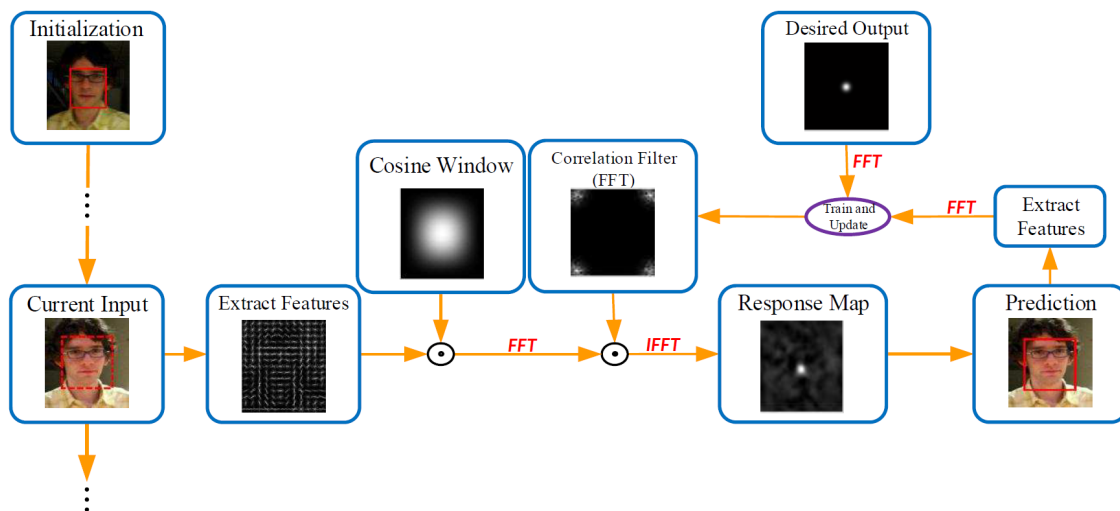 Initialization
Desired Output
Cosine Window
Correlation Filter
(FFT)
FFT
Train and
Update
FFT
Extract
Features
Current Input
Extract Features
FFT
IFFT
Response Map
Prediction